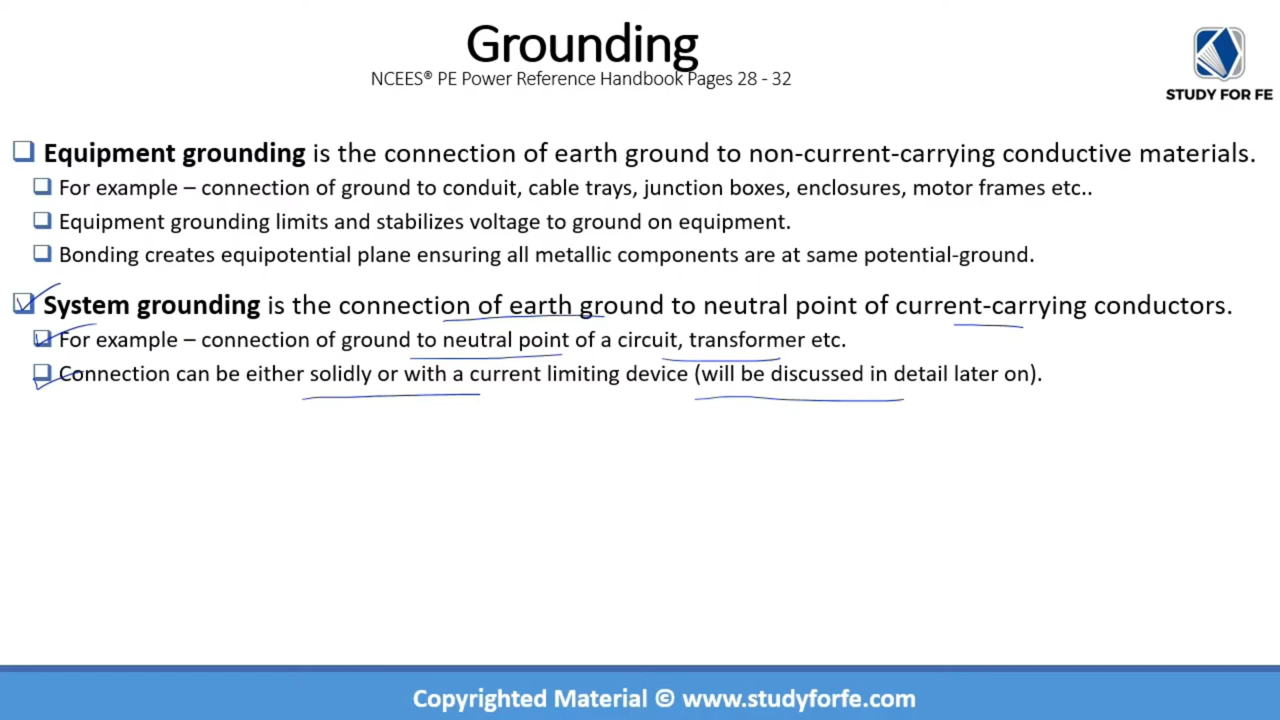 Grounding
NCEES® PE Power Reference Handbook Pages 28 - 32
STUDY FOR FE
Equipment grounding is the connection of earth ground to non-current-carrying conductive materials.
For example – connection of ground to conduit, cable trays, junction boxes, enclosures, motor frames etc..
Equipment grounding limits and stabilizes voltage to ground on equipment.
Bonding creates equipotential plane ensuring all metallic components are at same potential-ground.
System grounding is the connection of earth ground to neutral point of current-carrying conductors.
For example – connection of ground to neutral point of a circuit, transformer etc.
Connection can be either solidly or with a current limiting device (will be discussed in detail later on).
Copyrighted Material © www.studyforfe.com